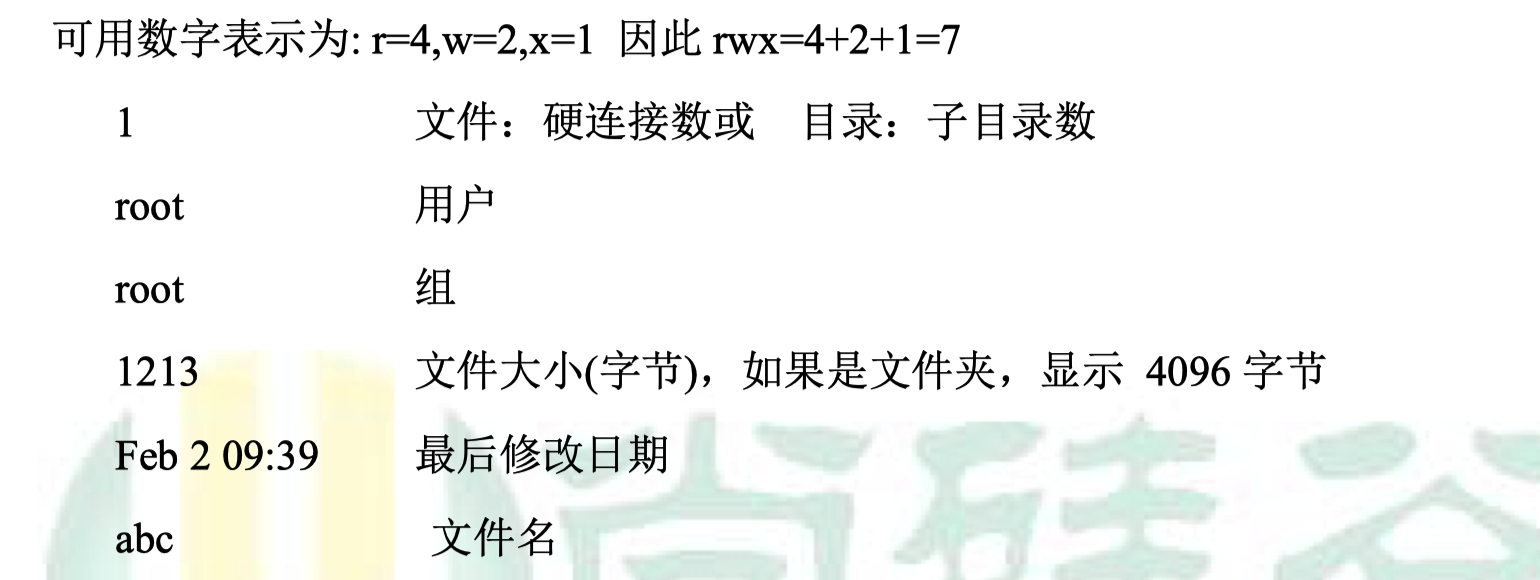 可用数字表示为: r=4,w=2,x=1 因此 rwx=4+2+1=7
1 文件：硬连接数或 目录：子目录数
root 用户
root 组
1213 文件大小(字节)，如果是文件夹，显示 4096 字节
Feb 2 09:39 最后修改日期
abc 文件名
尚硅谷